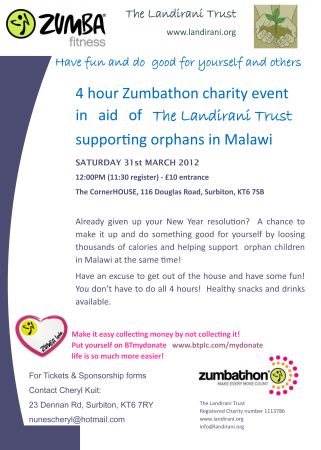 ZUMBA
fitness
The Landirani Trust
www.landirani.org
Have fun and do good for yourself and others
4 hour Zumbathon charity event
in aid of The Landirani Trust
supporting orphans in Malawi
SATURDAY 31st MARCH 2012
12:00PM (11:30 register) - £10 entrance
The CornerHOUSE, 116 Douglas Road, Surbiton, KT6 7SB
Already given up your New Year resolution? A chance to
make it up and do something good for yourself by loosing
thousands of calories and helping support orphan children
in Malawi at the same time!
Have an excuse to get out of the house and have some fun!
You don't have to do all 4 hours! Healthy snacks and drinks
available.
Make it easy collecting money by not collecting it!
Put yourself on BTmydonate www.btplc.com/mydonate
life is so much more easier!
ZUMBA love
For Tickets & Sponsorship forms
Contact Cheryl Kuit:
23 Dennan Rd, Surbiton, KT6 7RY
nunescheryl@hotmail.com
zumbathon
MAKE EVERY MOVE COUNT
The Landirani Trust
Registered Charity number 1113786
www.landirani.org
info@landirani.org